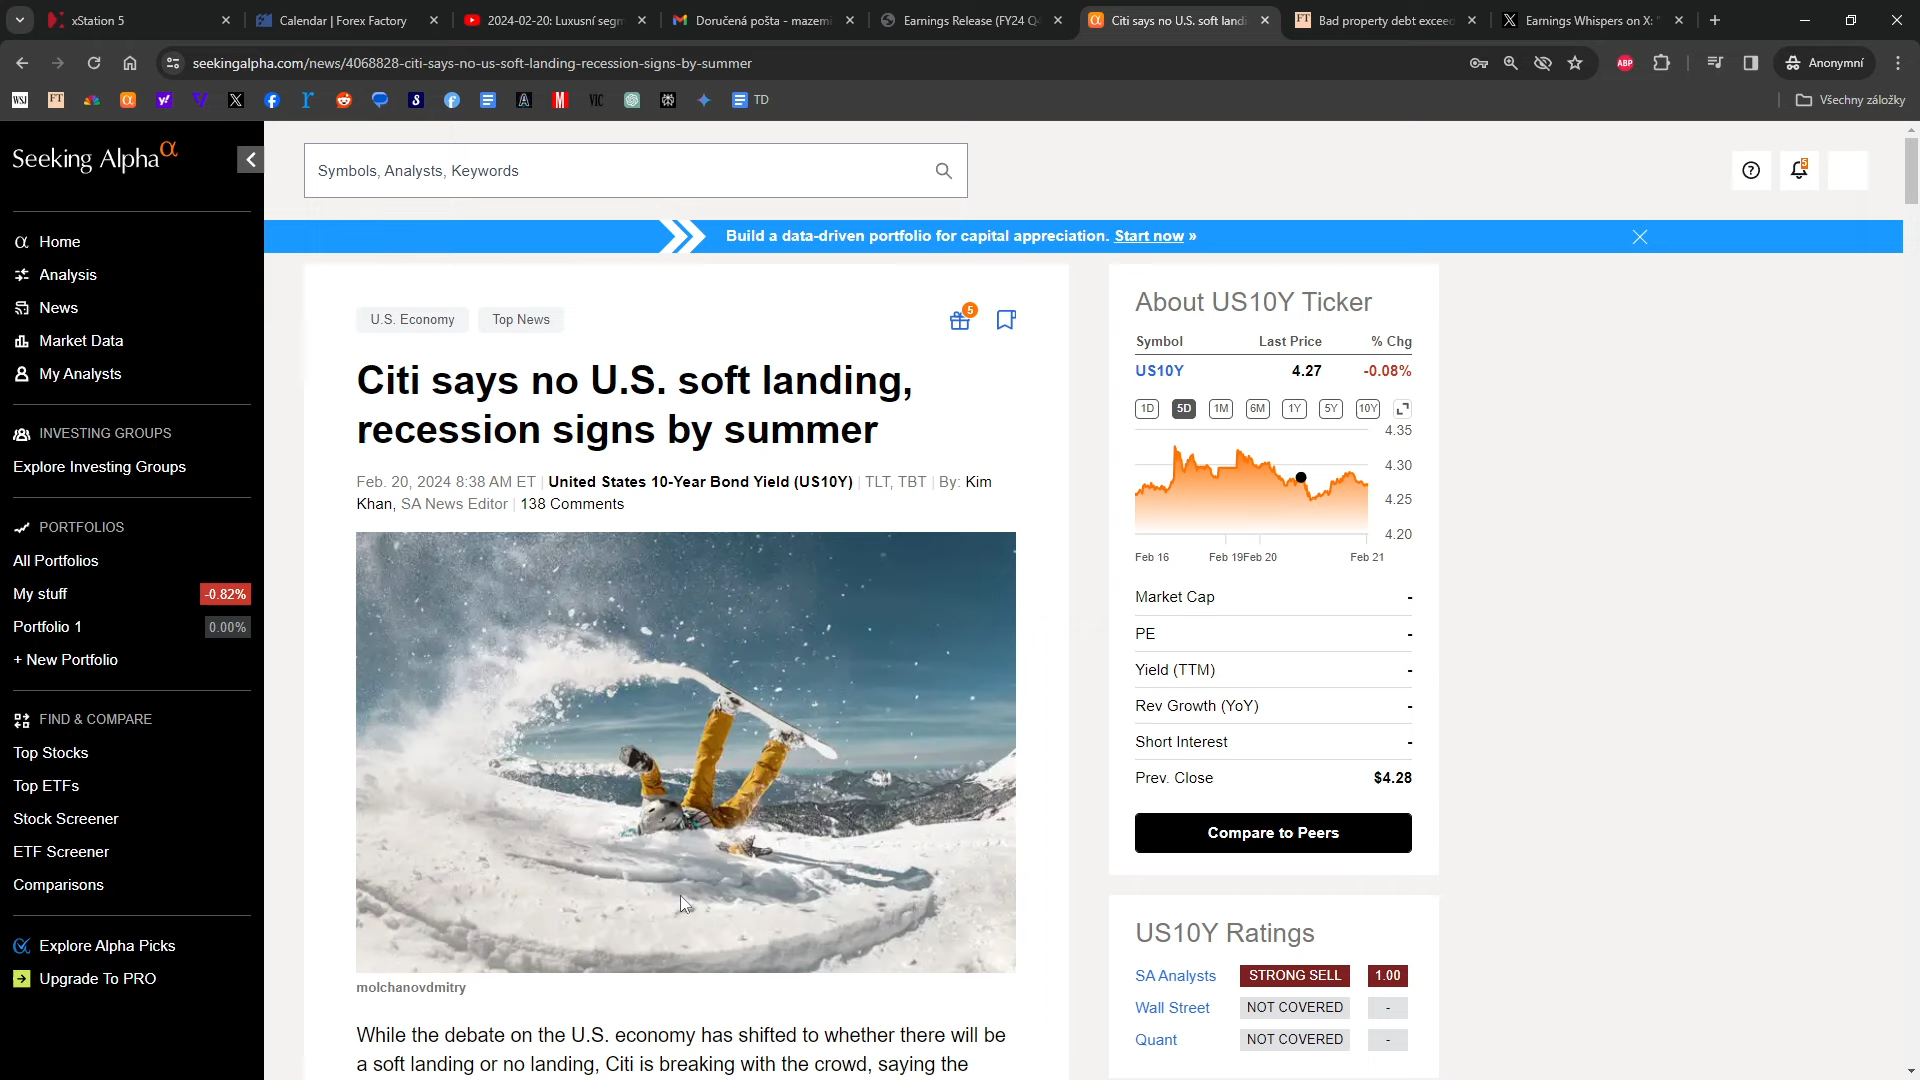 xStation 5
Calendar | Forex Factory
2024-02-20: Luxusní segm
Doručená pošta - mazemi
Earnings Release (FY24 Q
Citi says no U.S. soft landi
Bad property debt exceed
Earnings Whispers on X: "
seekingalpha.com/news/4068828-citi-says-no-us-soft-landing-recession-signs-by-summer
ABP
Anonymní
WSJ
FT
VIC
TD
Všechny záložky
Seeking Alpha α
Symbols, Analysts, Keywords
5
Build a data-driven portfolio for capital appreciation. Start now »
Home
Analysis
News
Market Data
My Analysts
INVESTING GROUPS
Explore Investing Groups
PORTFOLIOS
All Portfolios
My stuff -0.82%
Portfolio 1 0.00%
+ New Portfolio
FIND & COMPARE
Top Stocks
Top ETFs
Stock Screener
ETF Screener
Comparisons
Explore Alpha Picks
Upgrade To PRO
U.S. Economy Top News
5
Citi says no U.S. soft landing,
recession signs by summer
Feb. 20, 2024 8:38 AM ET | United States 10-Year Bond Yield (US10Y) | TLT, TBT | By: Kim
Khan, SA News Editor | 138 Comments
molchanovdmitry
While the debate on the U.S. economy has shifted to whether there will be
a soft landing or no landing, Citi is breaking with the crowd, saying the
About US10Y Ticker
Symbol Last Price % Chg
US10Y 4.27 -0.08%
1D 5D 1M 6M 1Y 5Y 10Y
4.35
4.30
4.25
4.20
Feb 16 Feb 19 Feb 20 Feb 21
Market Cap -
PE -
Yield (TTM) -
Rev Growth (YoY) -
Short Interest -
Prev. Close $4.28
Compare to Peers
US10Y Ratings
SA Analysts STRONG SELL 1.00
Wall Street NOT COVERED -
Quant NOT COVERED -